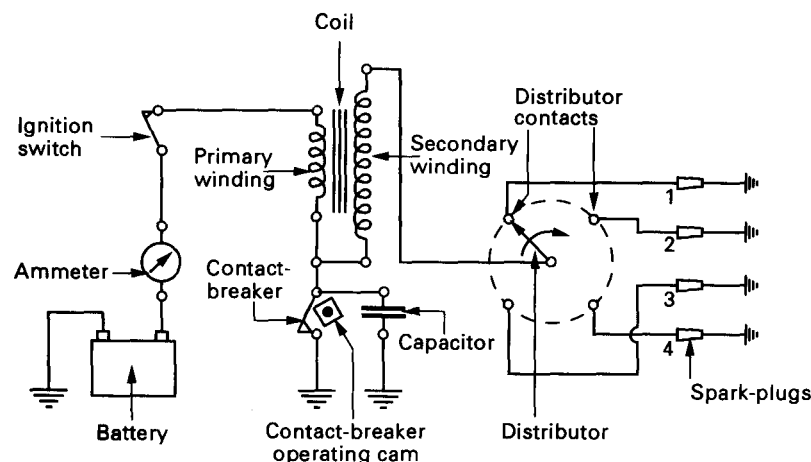 Coil
Ignition
switch
Primary
winding
Secondary
winding
Distributor
contacts
1
2
3
4
Ammeter
Contact-
breaker
Capacitor
Battery
Contact-breaker
operating cam
Distributor
Spark-plugs